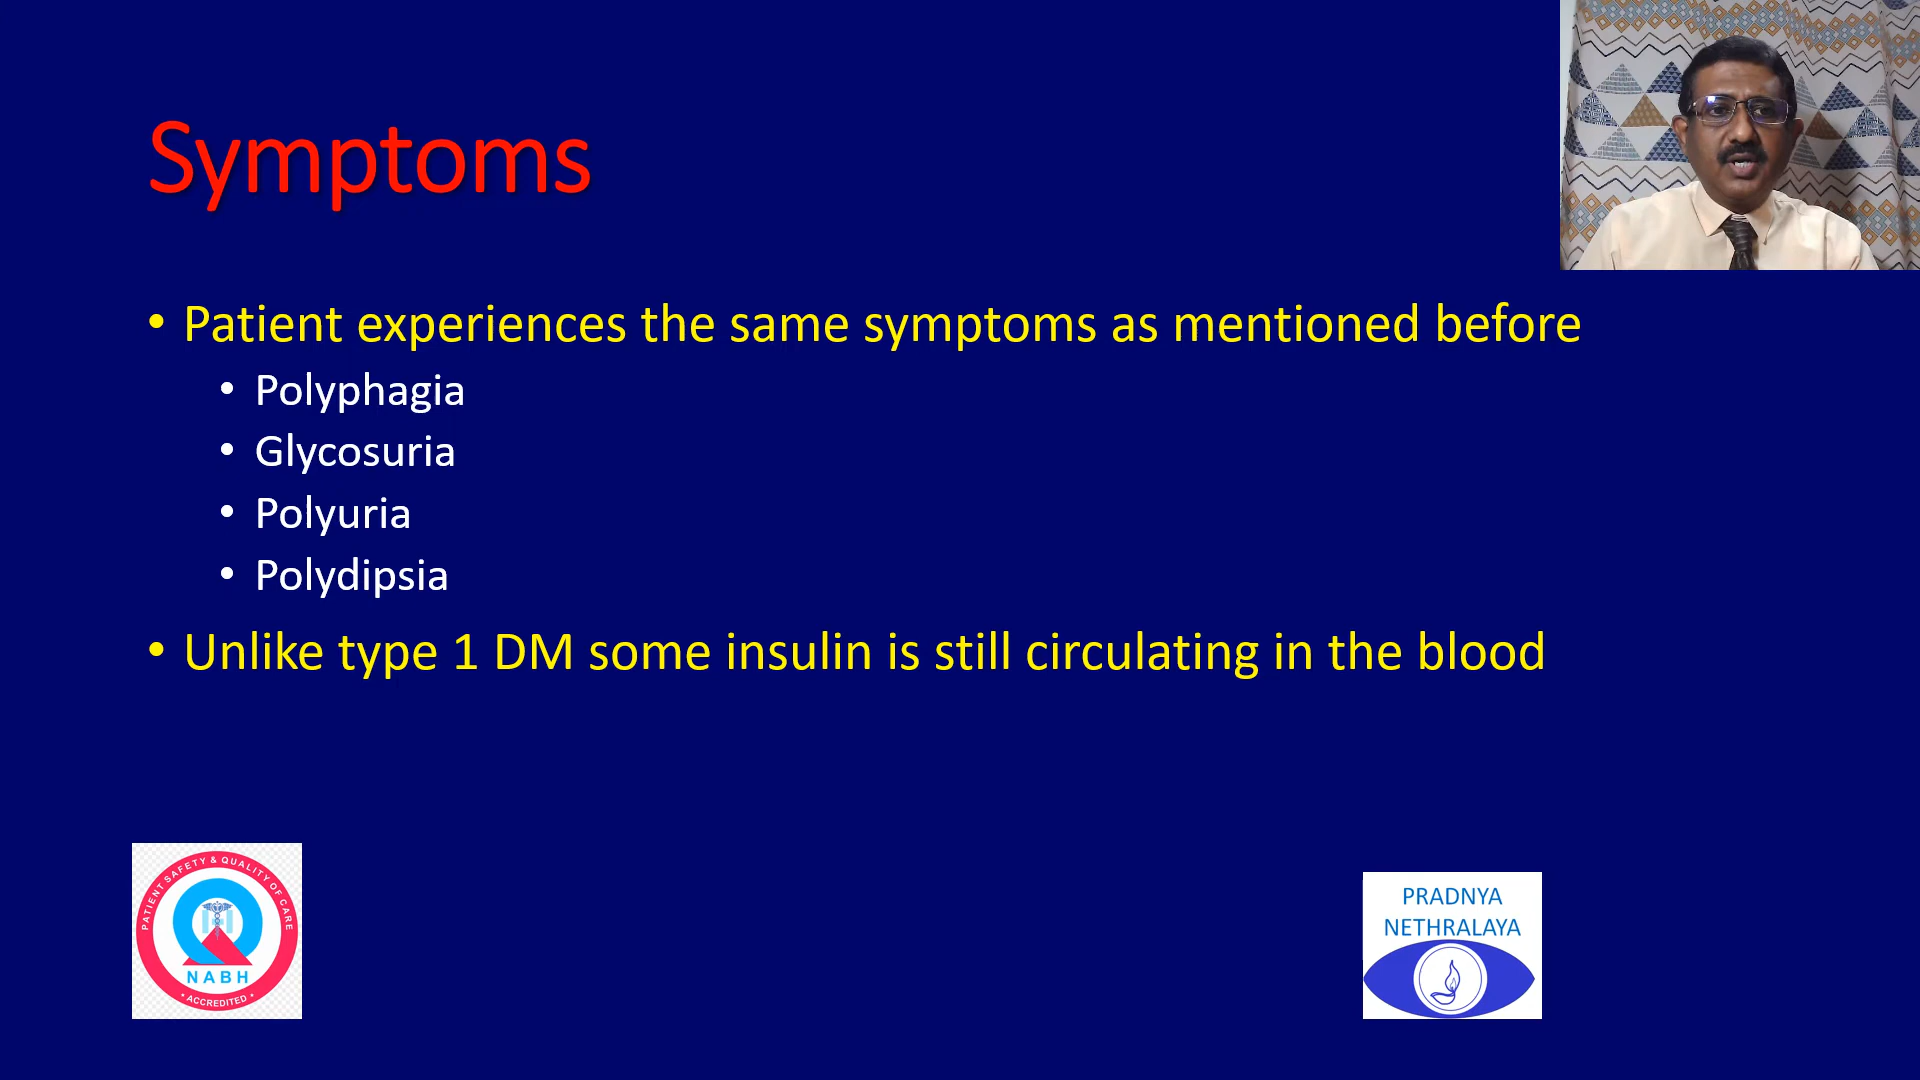 Symptoms
• Patient experiences the same symptoms as mentioned before
• Polyphagia
• Glycosuria
• Polyuria
• Polydipsia
• Unlike type 1 DM some insulin is still circulating in the blood
PATIENT SAFETY & QUALITY OF CARE
NABH
• ACCREDITED •
PRADNYA
NETHRALAYA